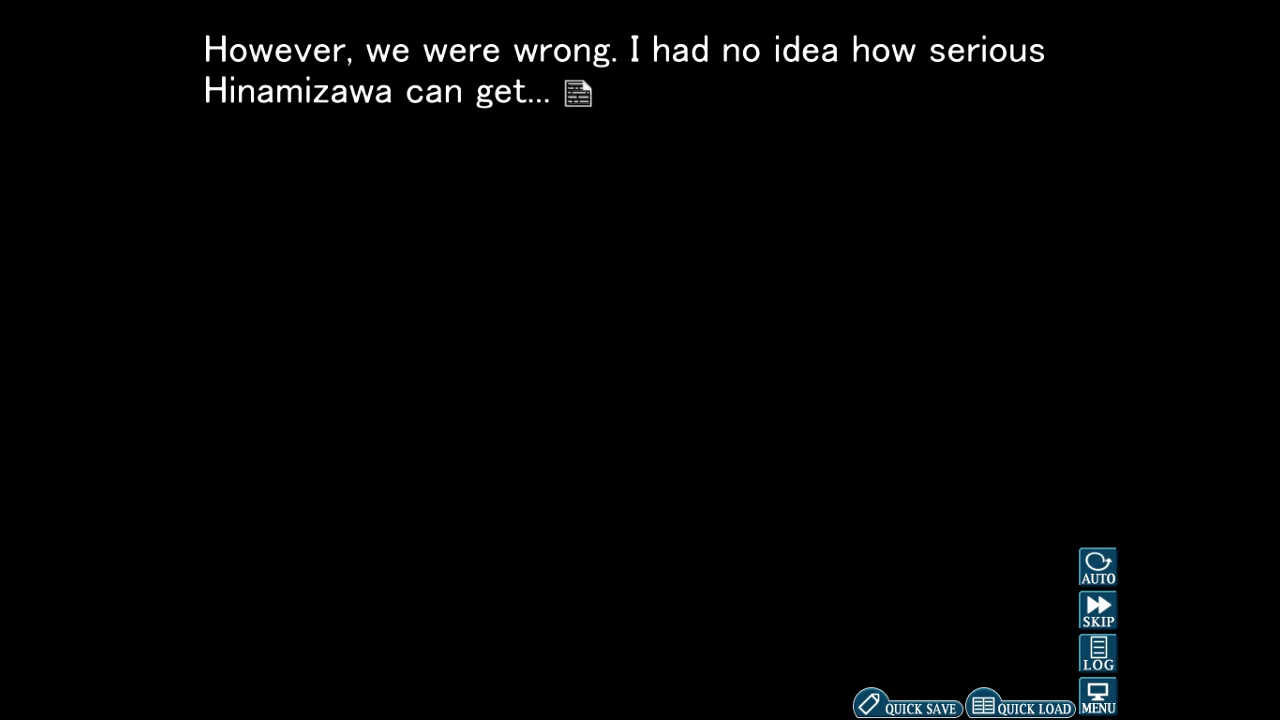 However, we were wrong. I had no idea how serious
Hinamizawa can get...
AUTO
SKIP
LOG
MENU
QUICK SAVE
QUICK LOAD